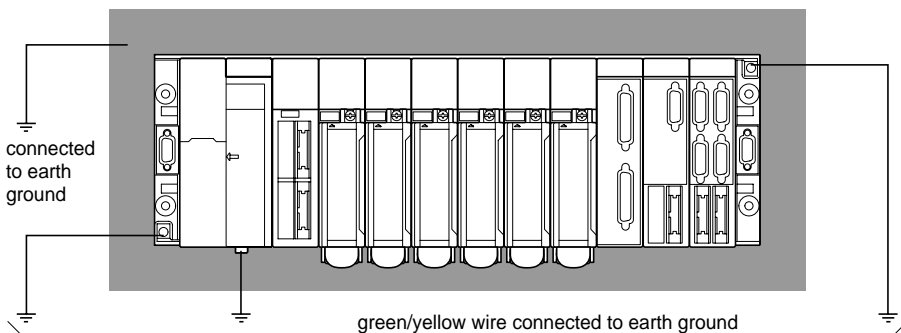 connected
to earth
ground
green/yellow wire connected to earth ground